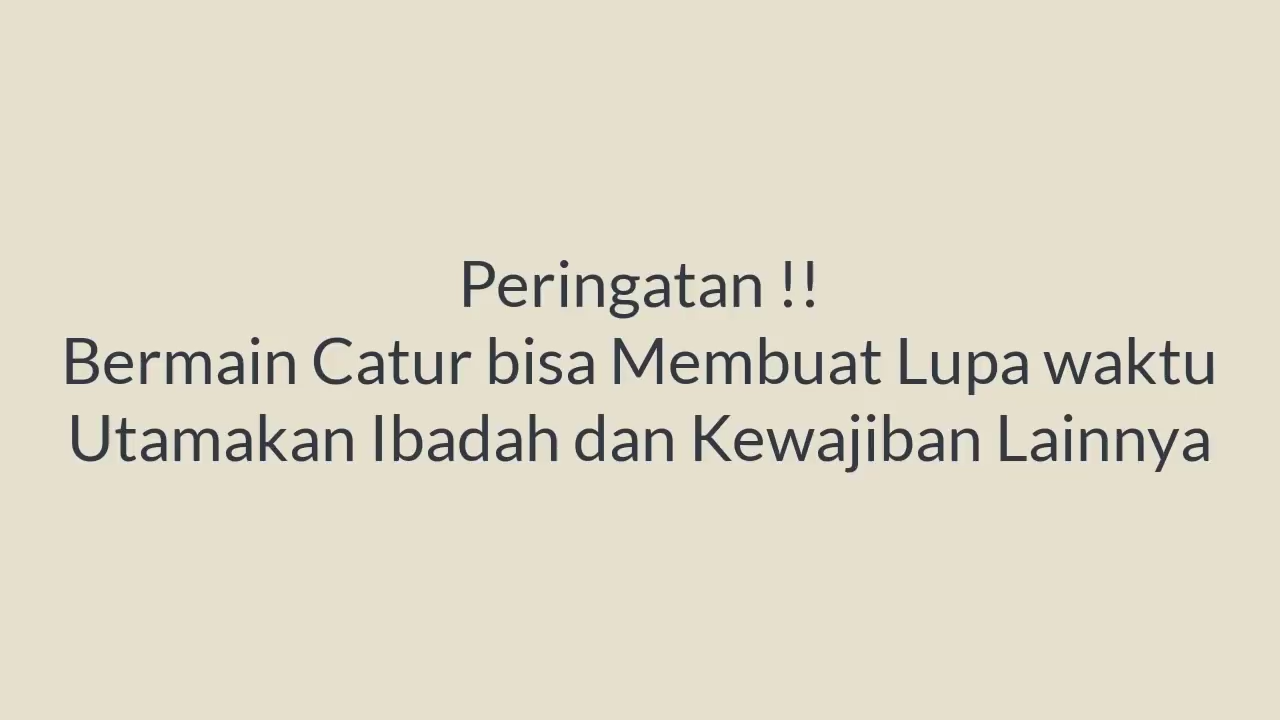 Peringatan !!
Bermain Catur bisa Membuat Lupa waktu
Utamakan Ibadah dan Kewajiban Lainnya